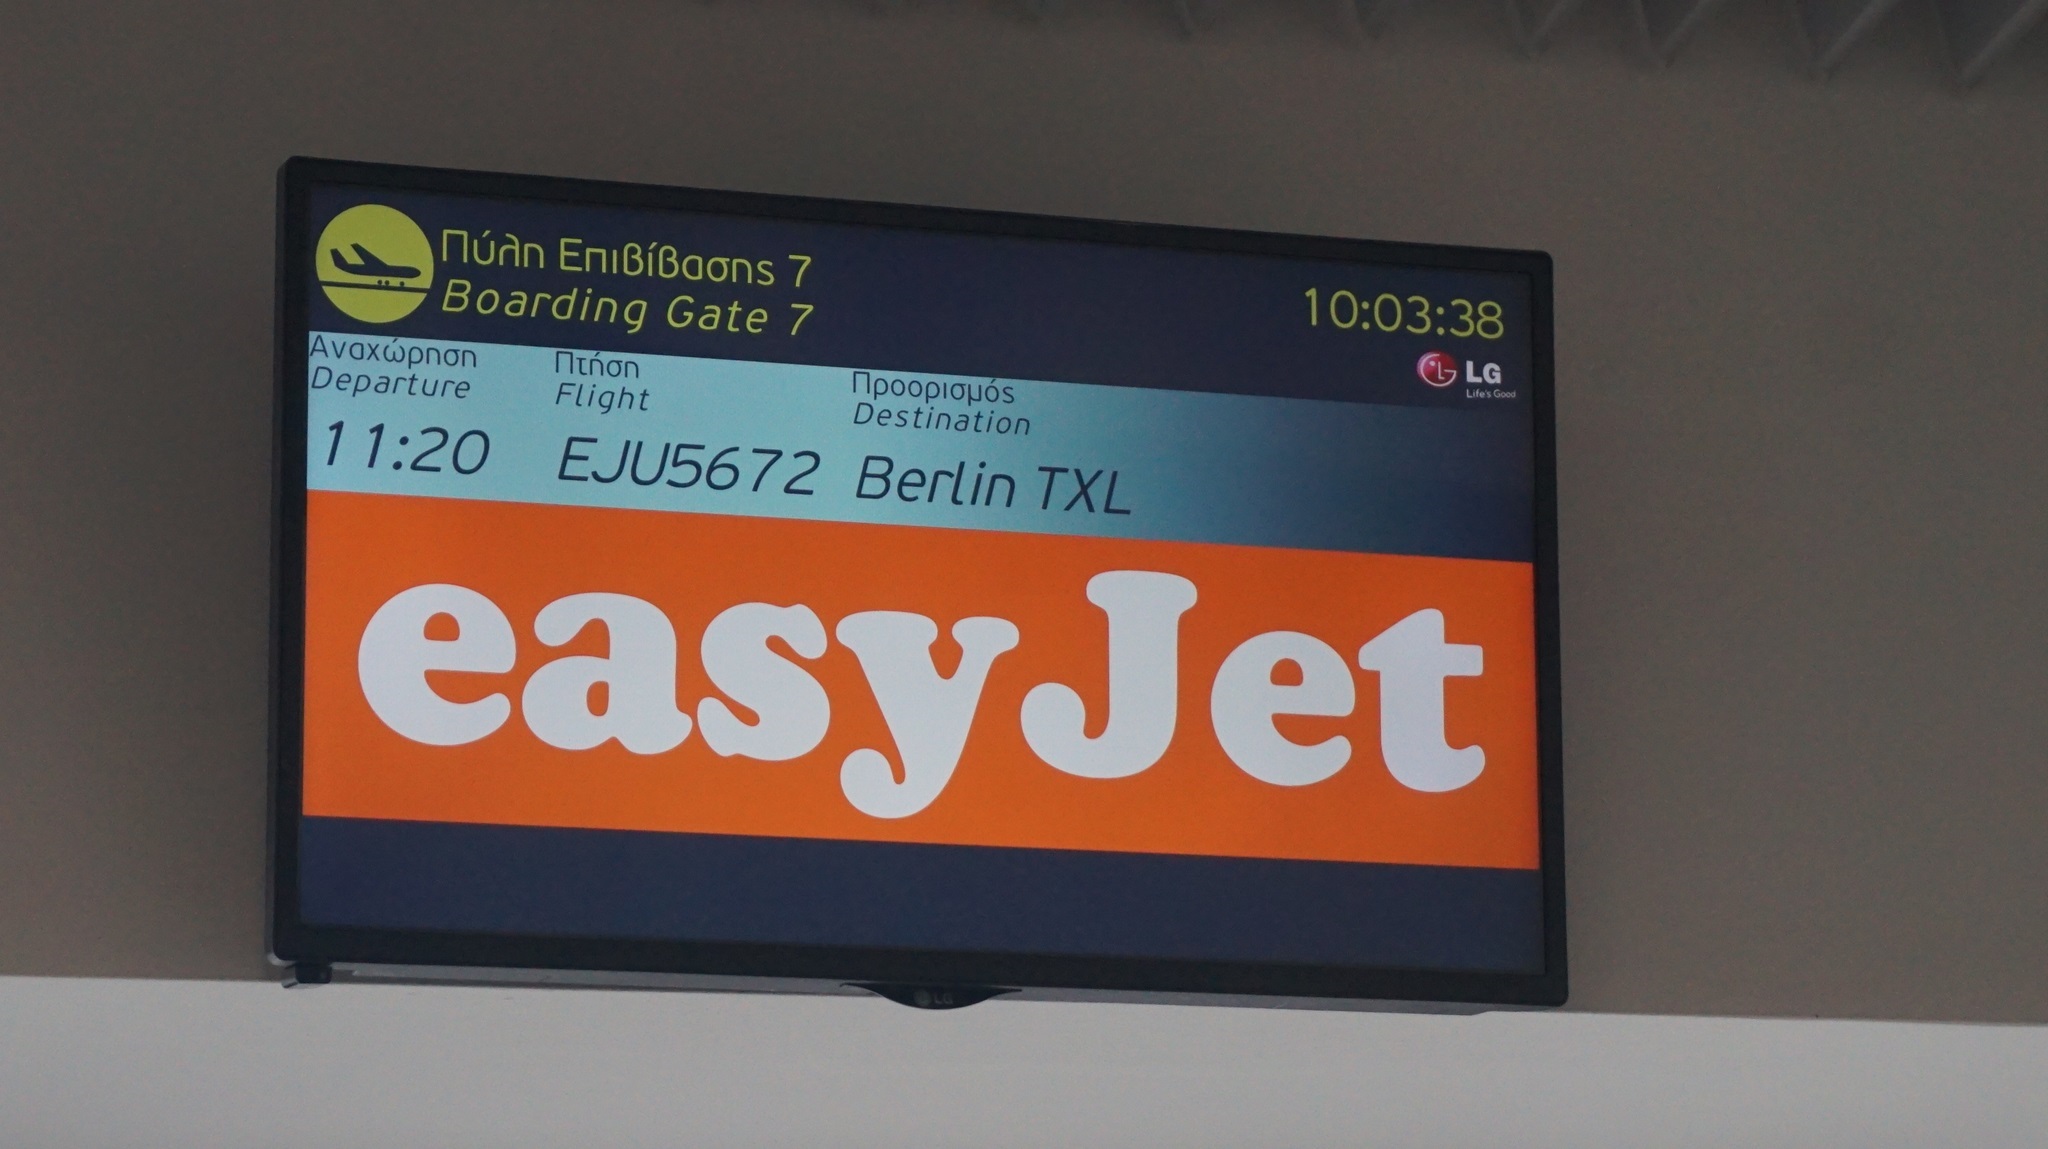 Πύλη Επιβίβασης 7
Boarding Gate 7
10:03:38
LG
Life's Good
Αναχώρηση Πτήση Προορισμός
Departure Flight Destination
11:20 EJU5672 Berlin TXL
easyJet
LG